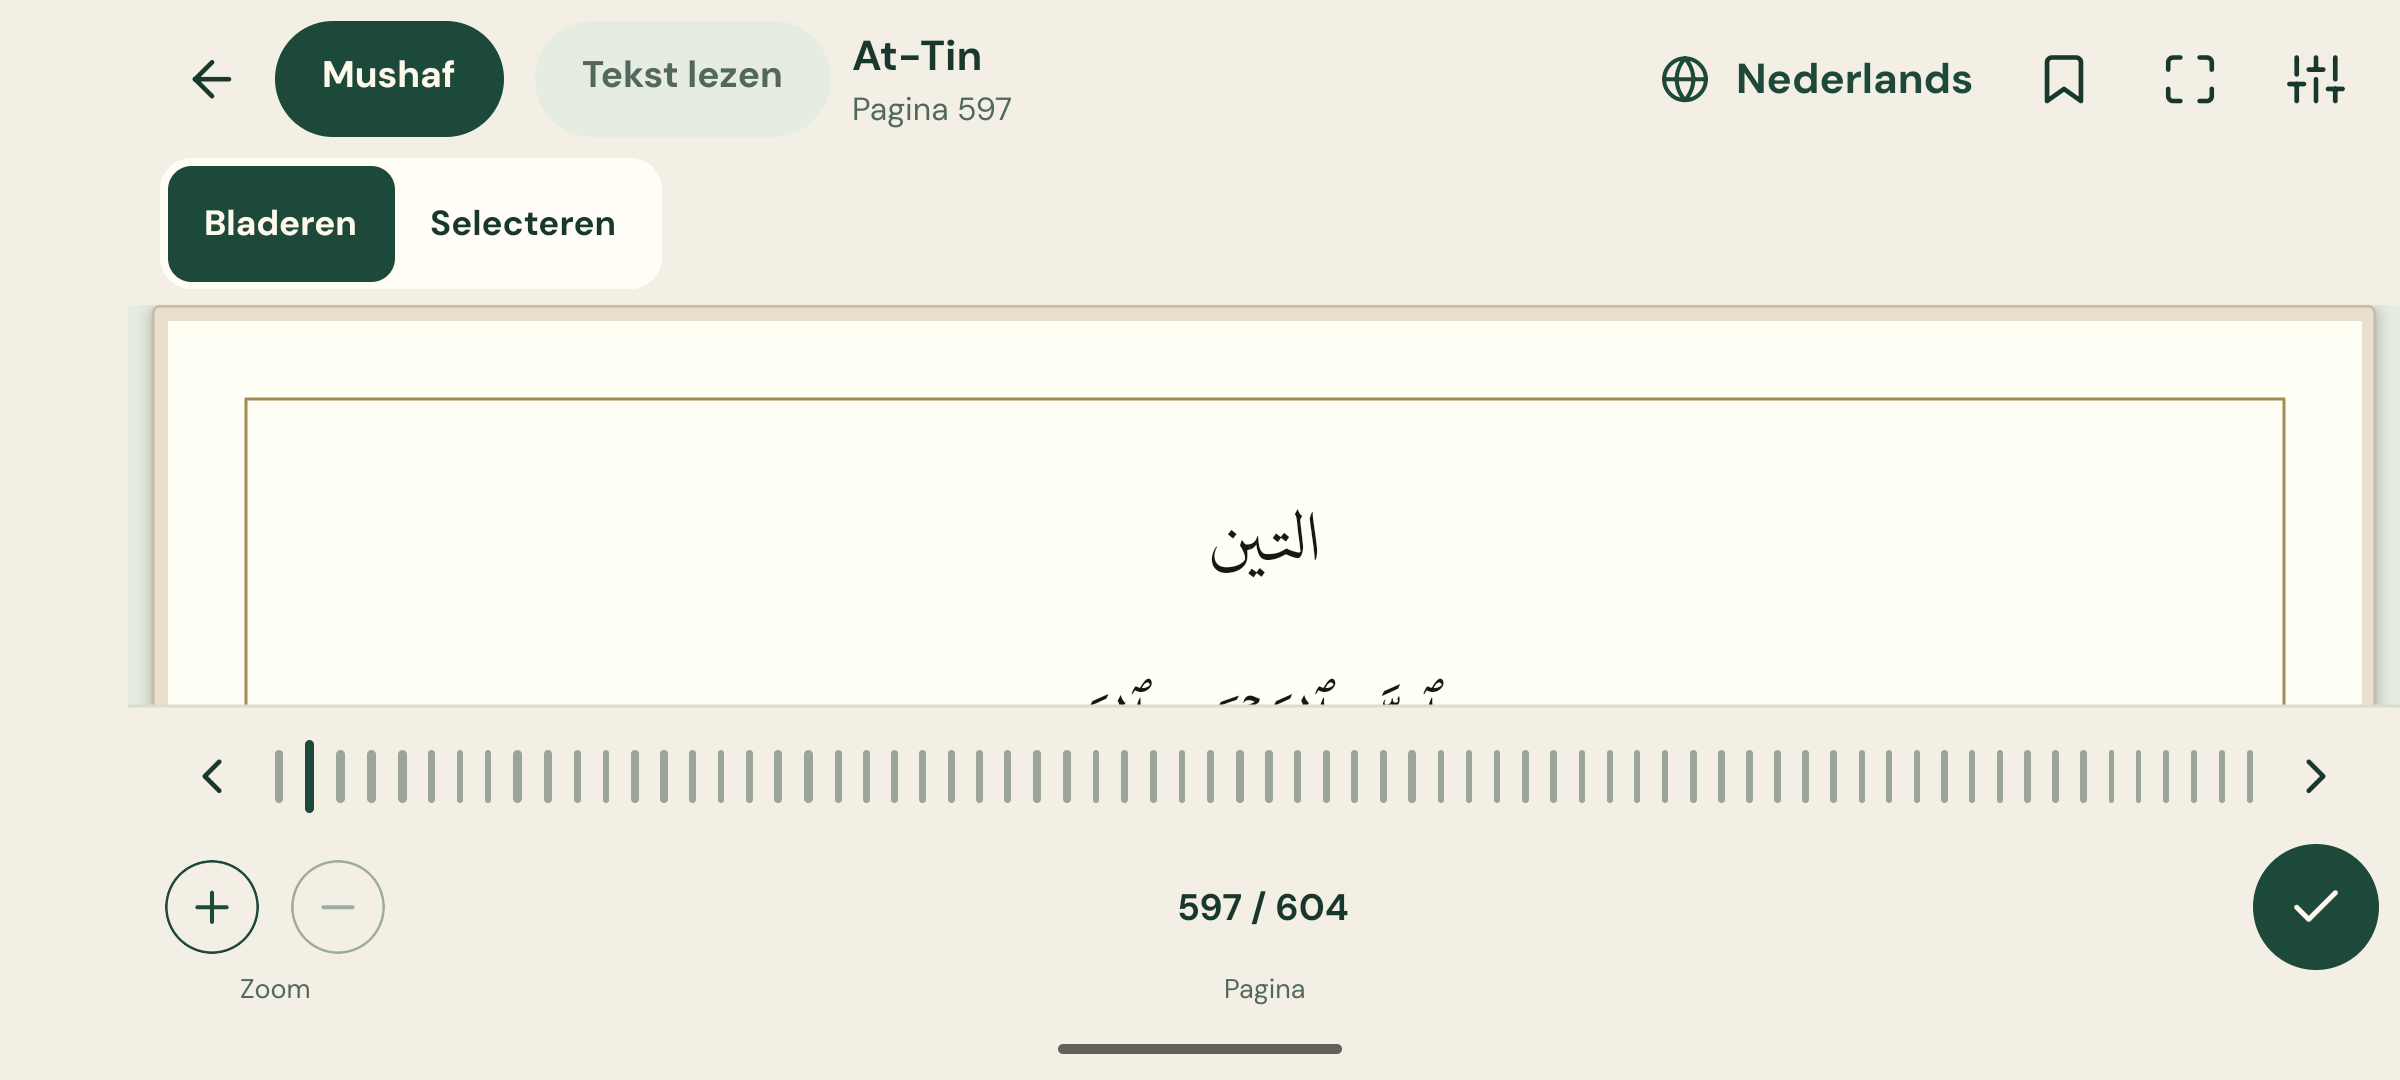 Mushaf
Tekst lezen
At-Tin
Pagina 597
Nederlands
Bladeren
Selecteren
التين
597 / 604
Zoom
Pagina